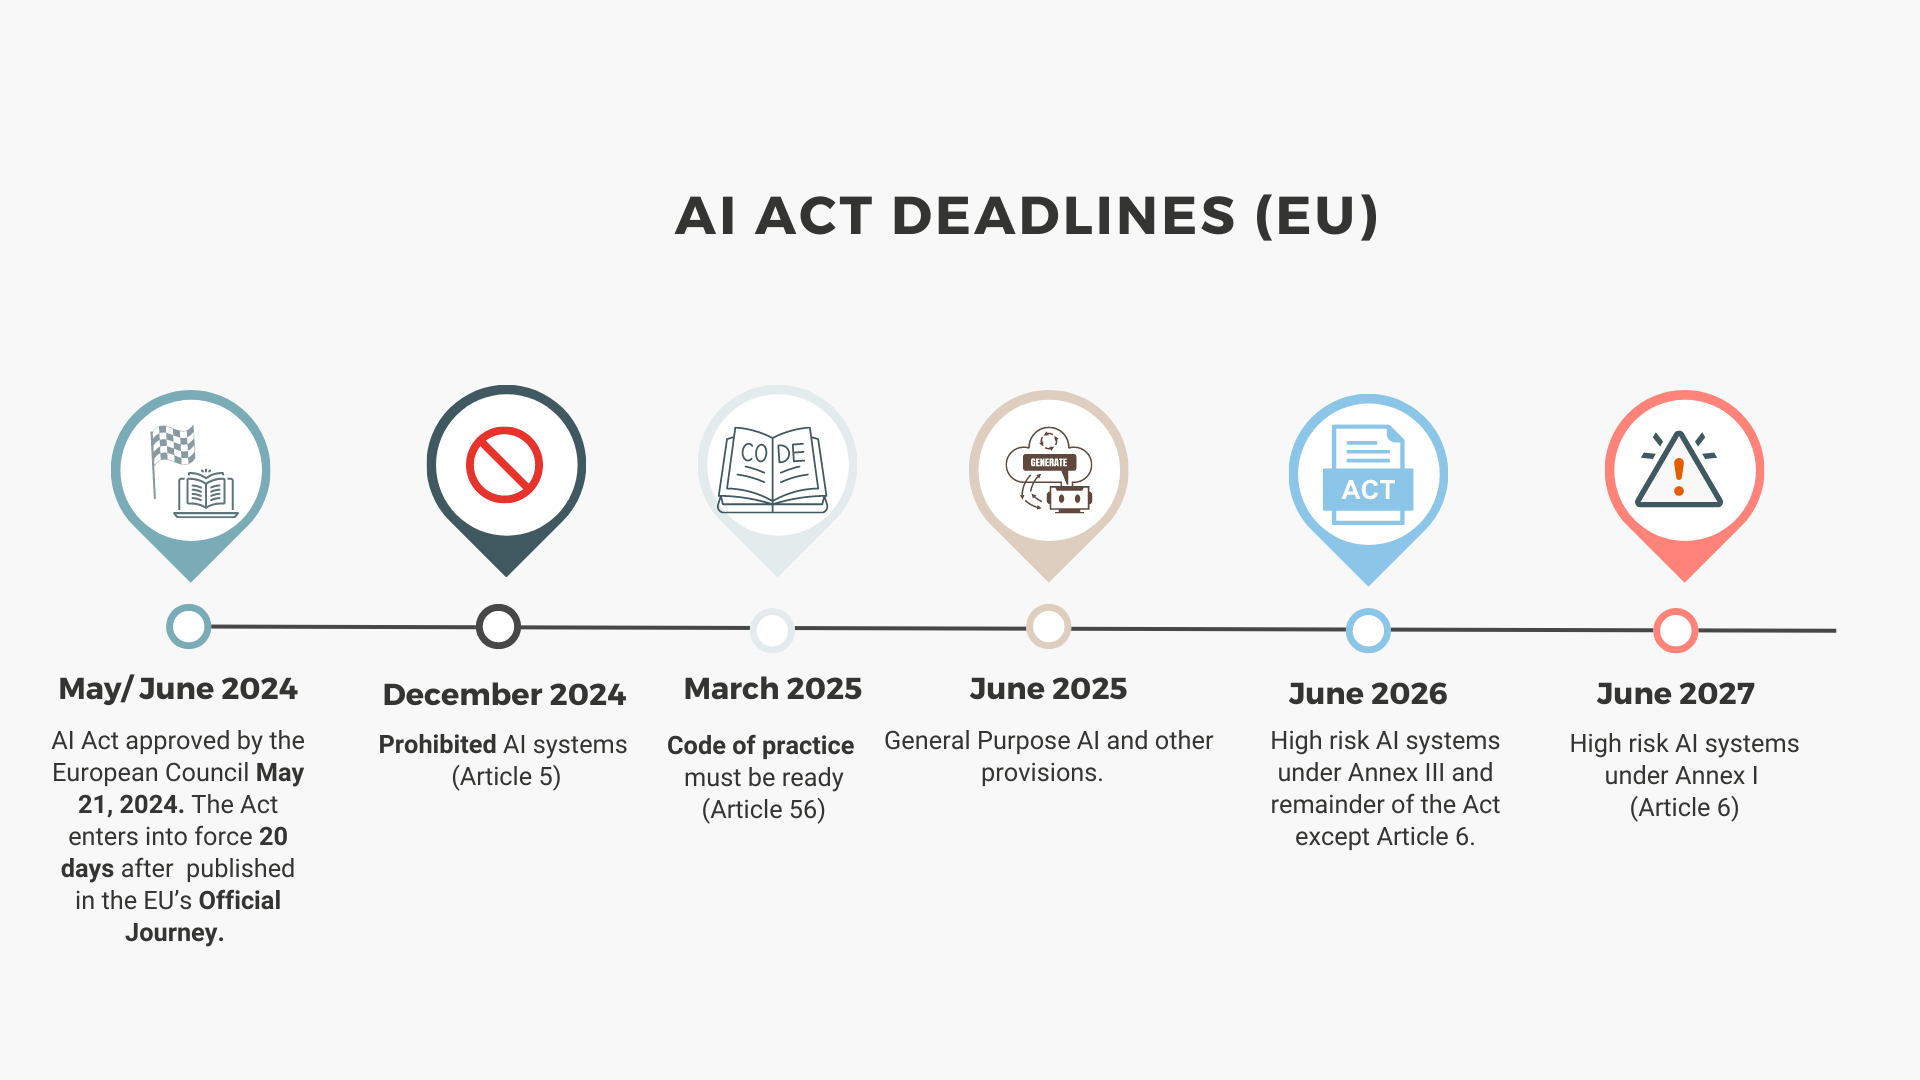 AI ACT DEADLINES (EU)
CO DE
GENERATE
ACT
May/ June 2024
AI Act approved by the
European Council May
21, 2024. The Act
enters into force 20
days after published
in the EU’s Official
Journey.
December 2024
Prohibited AI systems
(Article 5)
March 2025
Code of practice
must be ready
(Article 56)
June 2025
General Purpose AI and other
provisions.
June 2026
High risk AI systems
under Annex III and
remainder of the Act
except Article 6.
June 2027
High risk AI systems
under Annex I
(Article 6)